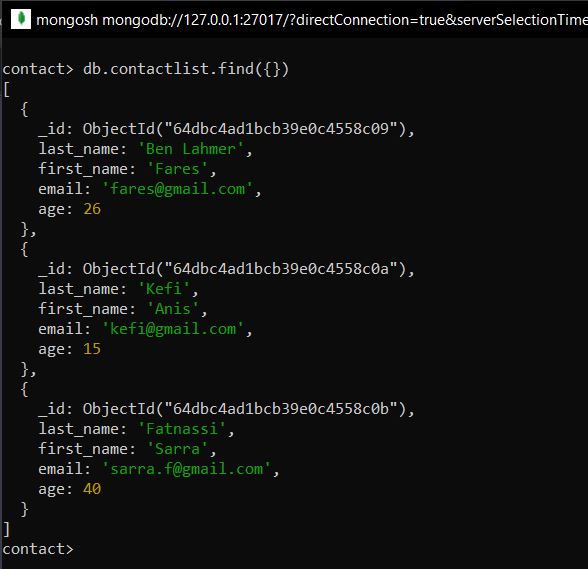 mongosh mongodb://127.0.0.1:27017/?directConnection=true&serverSelectionTime
contact> db.contactlist.find({})
[
  {
    _id: ObjectId("64dbc4ad1bcb39e0c4558c09"),
    last_name: 'Ben Lahmer',
    first_name: 'Fares',
    email: 'fares@gmail.com',
    age: 26
  },
  {
    _id: ObjectId("64dbc4ad1bcb39e0c4558c0a"),
    last_name: 'Kefi',
    first_name: 'Anis',
    email: 'kefi@gmail.com',
    age: 15
  },
  {
    _id: ObjectId("64dbc4ad1bcb39e0c4558c0b"),
    last_name: 'Fatnassi',
    first_name: 'Sarra',
    email: 'sarra.f@gmail.com',
    age: 40
  }
]
contact>